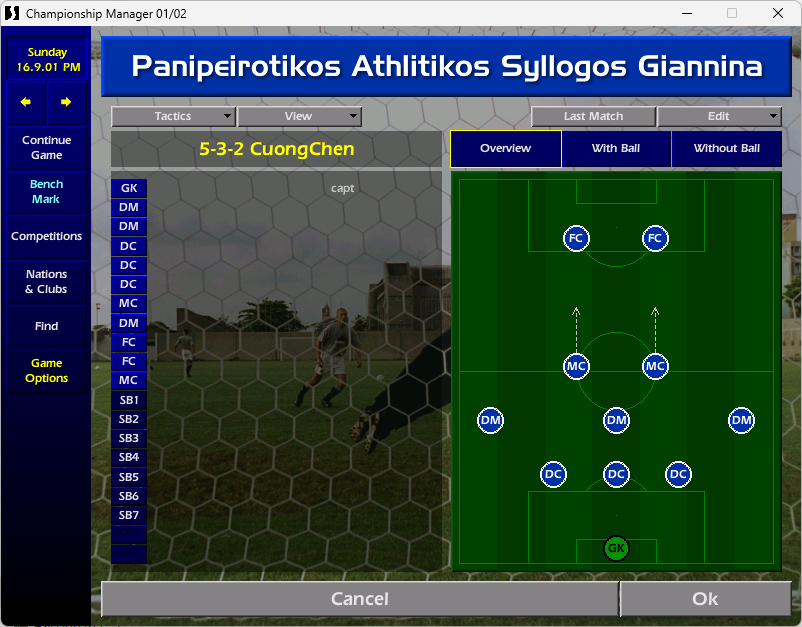 Championship Manager 01/02
Sunday
16.9.01 PM
Panipeirotikos Athlitikos Syllogos Giannina
Continue
Game
Bench
Mark
Competitions
Nations
& Clubs
Find
Game
Options
Tactics
View
Last Match
Edit
5-3-2 CuongChen
Overview
With Ball
Without Ball
GK
capt
DM
DM
DC
DC
DC
MC
DM
FC
FC
MC
SB1
SB2
SB3
SB4
SB5
SB6
SB7
FC FC
MC MC
DM DM DM
DC DC DC
GK
Cancel
Ok